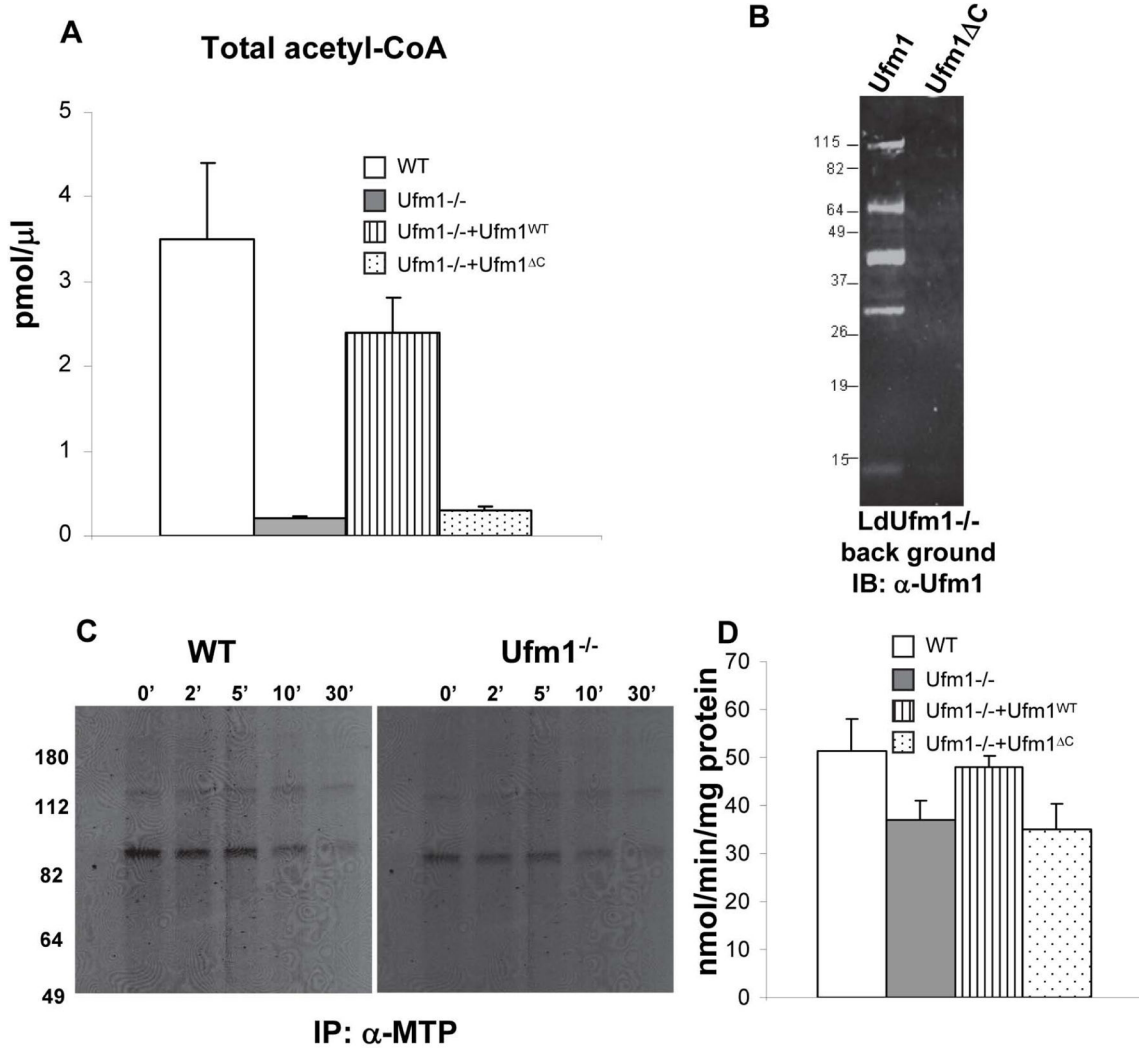 A
Total acetyl-CoA
pmol/μl
5
4
3
2
1
0
WT
Ufm1-/-
Ufm1-/-+Ufm1WT
Ufm1-/-+Ufm1ΔC
B
Ufm1
Ufm1ΔC
115
82
64
49
37
26
19
15
LdUfm1-/-
back ground
IB: α-Ufm1
C
WT
Ufm1-/-
0’ 2’ 5’ 10’ 30’
0’ 2’ 5’ 10’ 30’
180
112
82
64
49
IP: α-MTP
D
nmol/min/mg protein
70
60
50
40
30
20
10
0
WT
Ufm1-/-
Ufm1-/-+Ufm1WT
Ufm1-/-+Ufm1ΔC